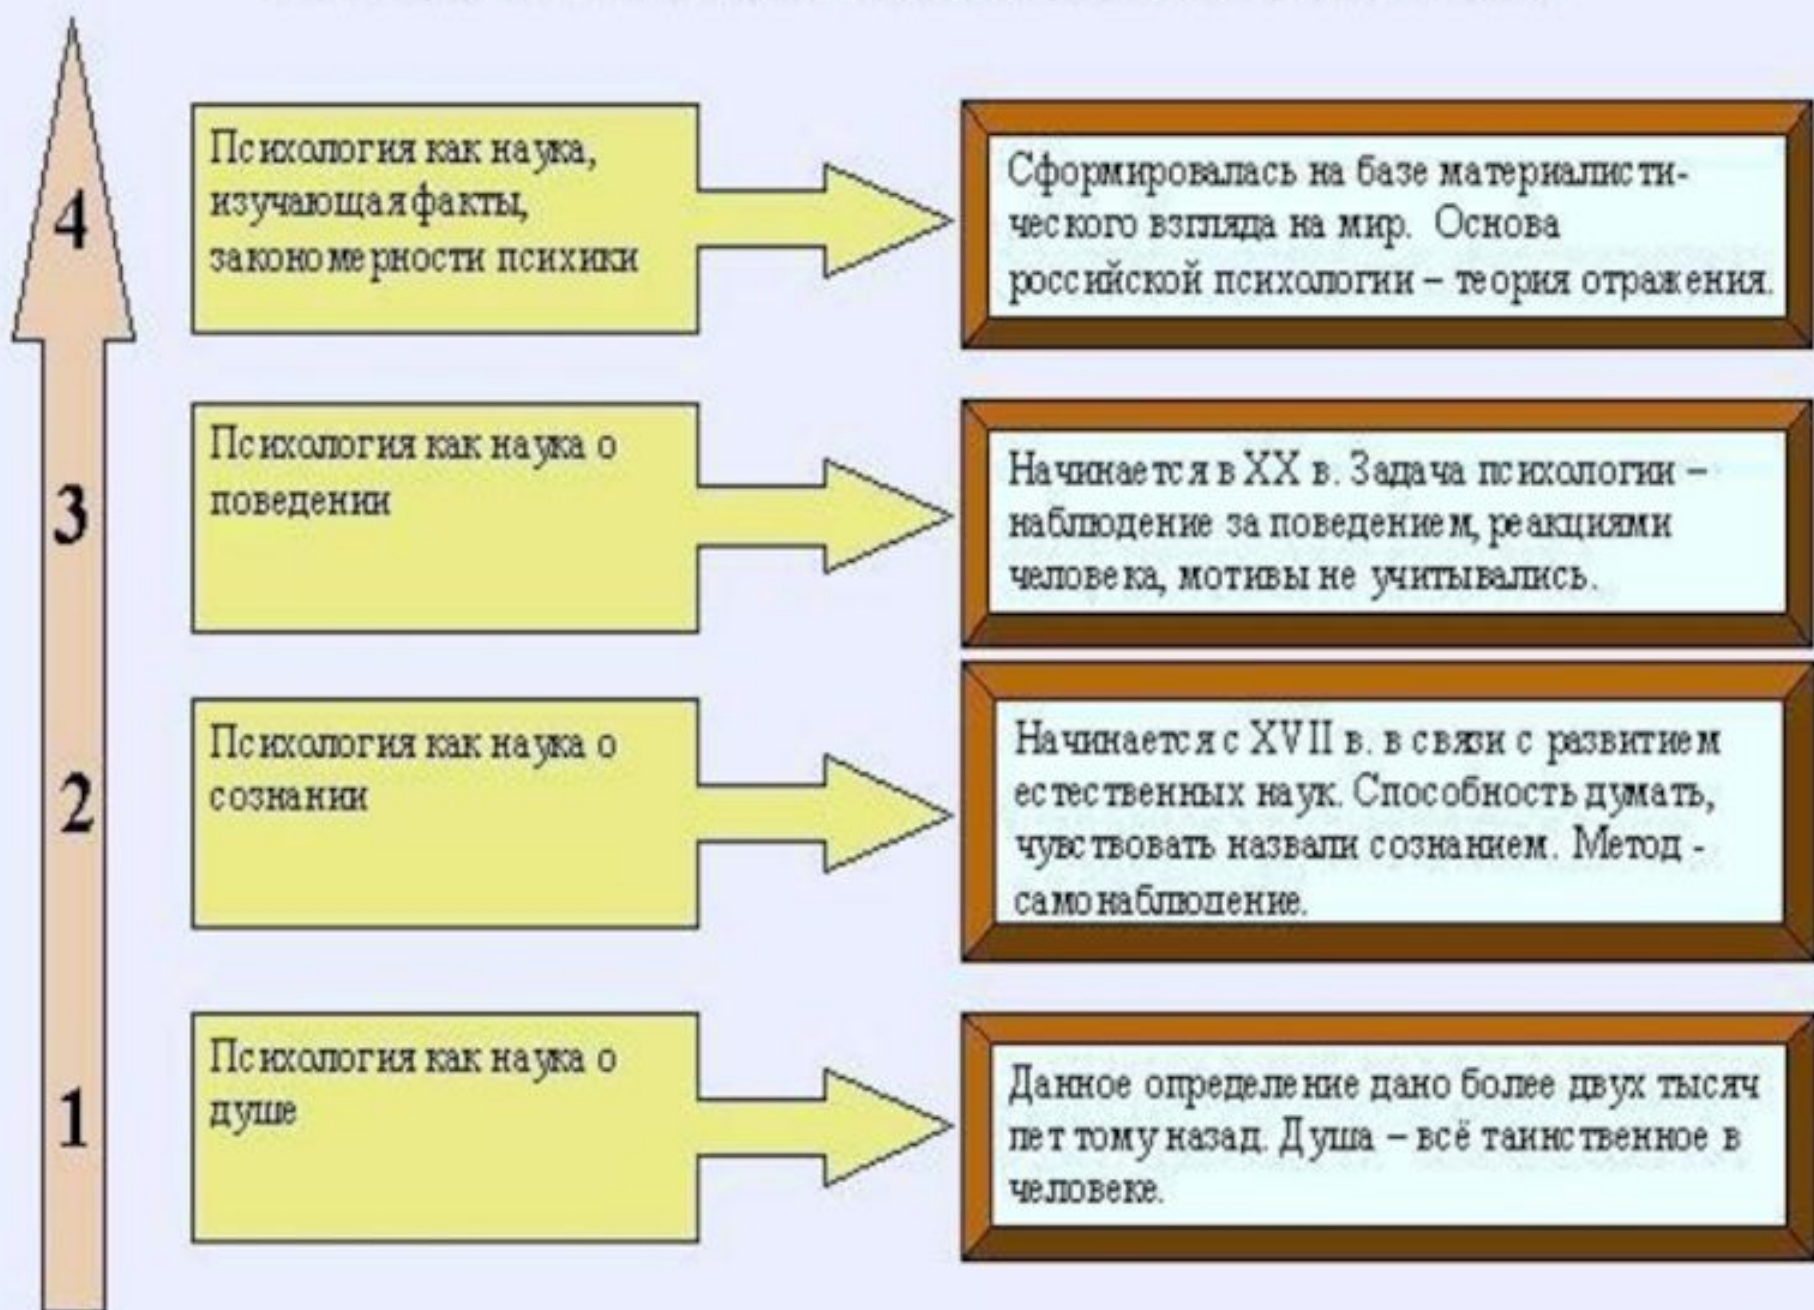 4
Психология как наука,
изучающая факты,
закономерности психики
Сформировалась на базе материалисти-
ческого взгляда на мир. Основа
российской психологии – теория отражения.
3
Психология как наука о
поведении
Начинается в XX в. Задача психологии –
наблюдение за поведением, реакциями
человека, мотивы не учитывались.
2
Психология как наука о
сознании
Начинается с XVII в. в связи с развитием
естественных наук. Способность думать,
чувствовать назвали сознанием. Метод -
самонаблюдение.
1
Психология как наука о
душе
Данное определение дано более двух тысяч
лет тому назад. Душа – всё таинственное в
человеке.